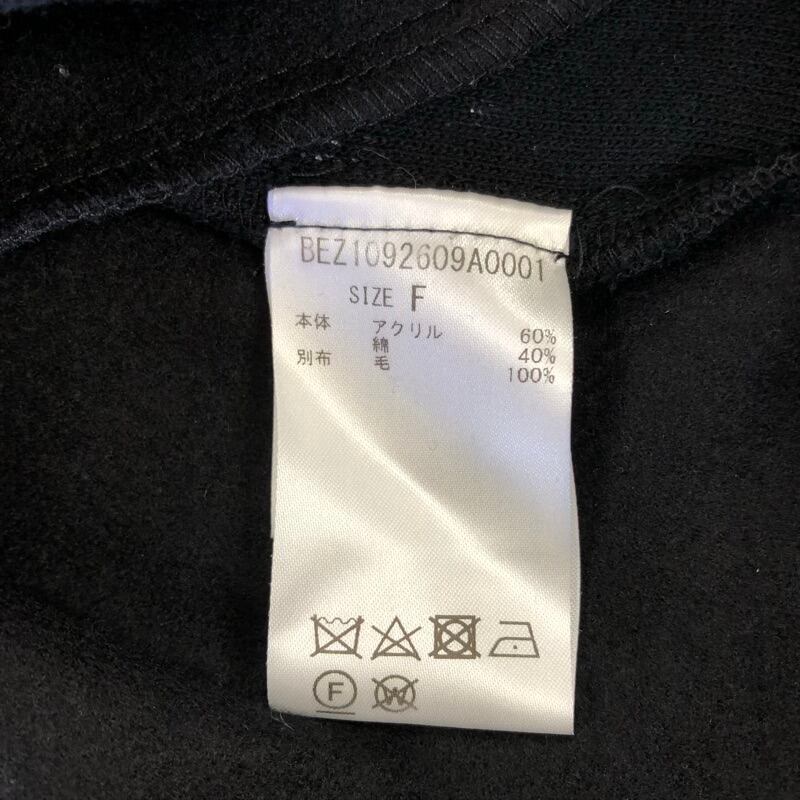 BEZ1092609A0001
SIZE F
本体 アクリル 60%
綿 40%
別布 毛 100%
F W